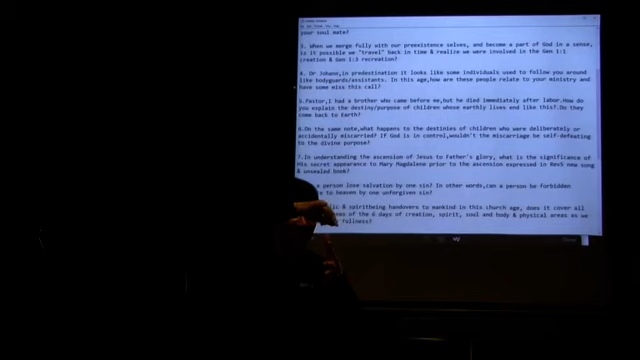 your soul mate?
3. When we merge fully with our preexistence selves, and become a part of God in a sense,
is it possible we "travel" back in time & realize we were involved in the Gen 1:1
creation & Gen 1:3 recreation?
4. Dr Johano,in predestination it looks like some individuals used to follow you around
like bodyguards/assistants. In this age,how are these people relate to your ministry and
have some miss this call?
5.Pastor,I had a brother who came before me,but he died immediately after labor.How do
you explain the destiny/purpose of children whose earthly lives end like this?.Do they
come back to Earth?
6.On the same note,what happens to the destinies of children who were deliberately or
accidentally miscarried? If God is in control,wouldn't the miscarriage be self-defeating
to the divine purpose?
7.In understanding the ascension of Jesus to Father's glory, what is the significance of
His secret appearance to Mary Magdalene prior to the ascension expressed in Rev5 new song
& unsealed book?
a person lose salvation by one sin? In other words,can a person be forbidden
to heaven by one unforgiven sin?
& spiritbeing handovers to mankind in this church age, does it cover all
of the 6 days of creation, spirit, soul and body & physical areas as we
fullness?